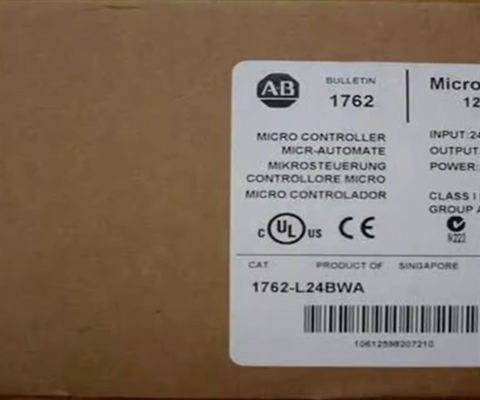 AB
BULLETIN
1762
Micro
12
MICRO CONTROLLER
MICR-AUTOMATE
MIKROSTEUERUNG
CONTROLLORE MICRO
MICRO CONTROLADOR
INPUT:24
OUTPUT
POWER:
CLASS I
GROUP A
C UL US CE
N223
CAT PRODUCT OF SINGAPORE
1762-L24BWA
10612598207210